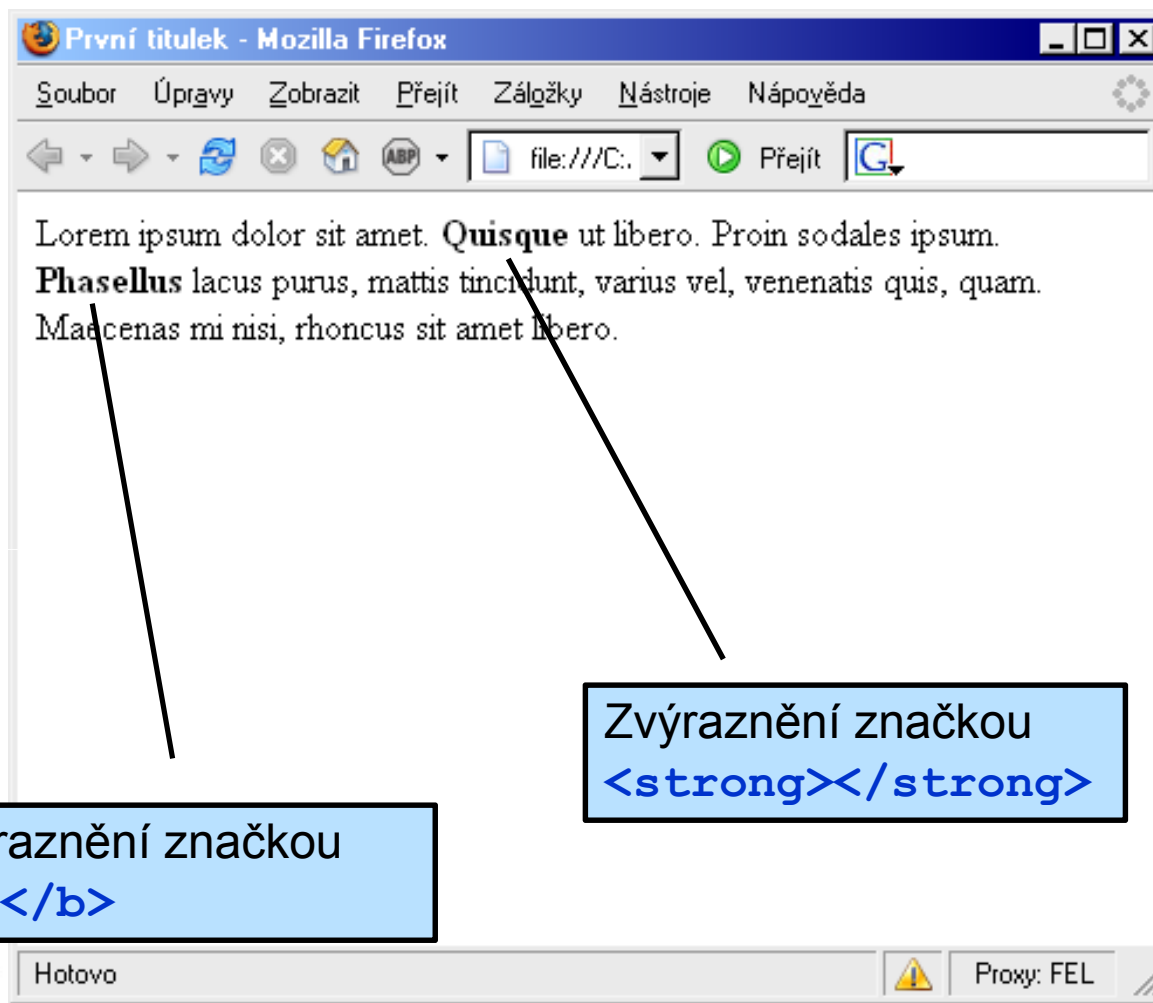 První titulek - Mozilla Firefox
Soubor Úpravy Zobrazit Přejít Záložky Nástroje Nápověda
ABP file:///C:. Přejít G
Lorem ipsum dolor sit amet. Quisque ut libero. Proin sodales ipsum.
Phasellus lacus purus, mattis tincidunt, varius vel, venenatis quis, quam.
Maecenas mi nisi, rhoncus sit amet libero.
Zvýraznění značkou
<strong></strong>
raznění značkou
</b>
Hotovo Proxy: FEL